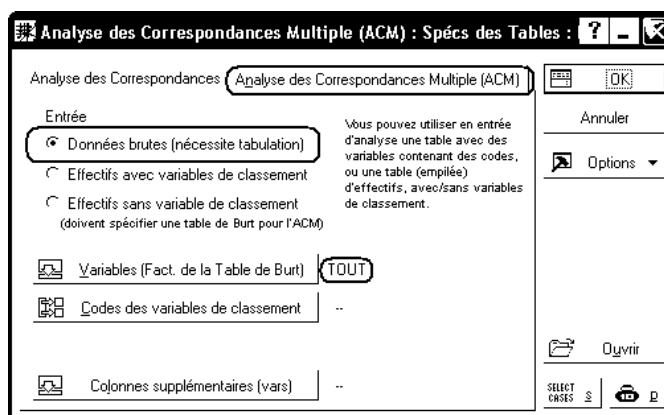 Analyse des Correspondances Multiple (ACM) : Spécs des Tables :
Analyse des Correspondances
Analyse des Correspondances Multiple (ACM)
Entrée
Données brutes (nécessite tabulation)
Effectifs avec variables de classement
Effectifs sans variable de classement
(doivent spécifier une table de Burt pour l'ACM)
Vous pouvez utiliser en entrée
d'analyse une table avec des
variables contenant des codes,
ou une table (empilée)
d'effectifs, avec/sans variables
de classement.
Variables (Fact. de la Table de Burt) TOUT
Codes des variables de classement --
Colonnes supplémentaires (vars) --
OK
Annuler
Options
Ouvrir
SELECT CASES S
D